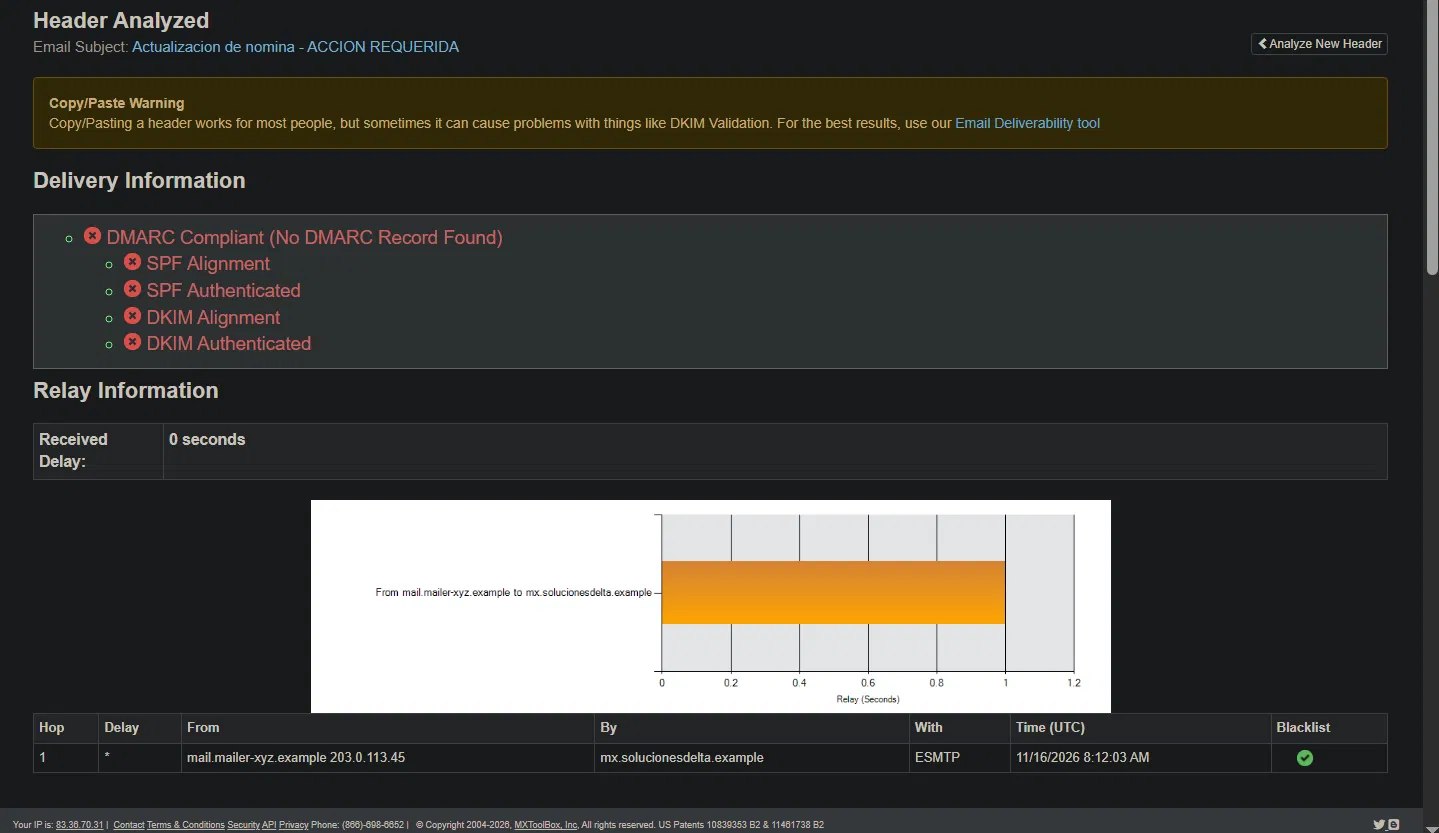 Header Analyzed
Email Subject: Actualizacion de nomina - ACCION REQUERIDA
Analyze New Header
Copy/Paste Warning
Copy/Pasting a header works for most people, but sometimes it can cause problems with things like DKIM Validation. For the best results, use our Email Deliverability tool
Delivery Information
DMARC Compliant (No DMARC Record Found)
SPF Alignment
SPF Authenticated
DKIM Alignment
DKIM Authenticated
Relay Information
Received Delay: 0 seconds
From mail.mailer-xyz.example to mx.solucionesdelta.example
0 0.2 0.4 0.6 0.8 1 1.2
Relay (Seconds)
Hop Delay From By With Time (UTC) Blacklist
1 * mail.mailer-xyz.example 203.0.113.45 mx.solucionesdelta.example ESMTP 11/16/2026 8:12:03 AM
Your IP is: 83.36.70.31 | Contact Terms & Conditions Security API Privacy Phone: (866)-698-6652 | © Copyright 2004-2026, MXToolBox, Inc, All rights reserved. US Patents 10839353 B2 & 11461738 B2